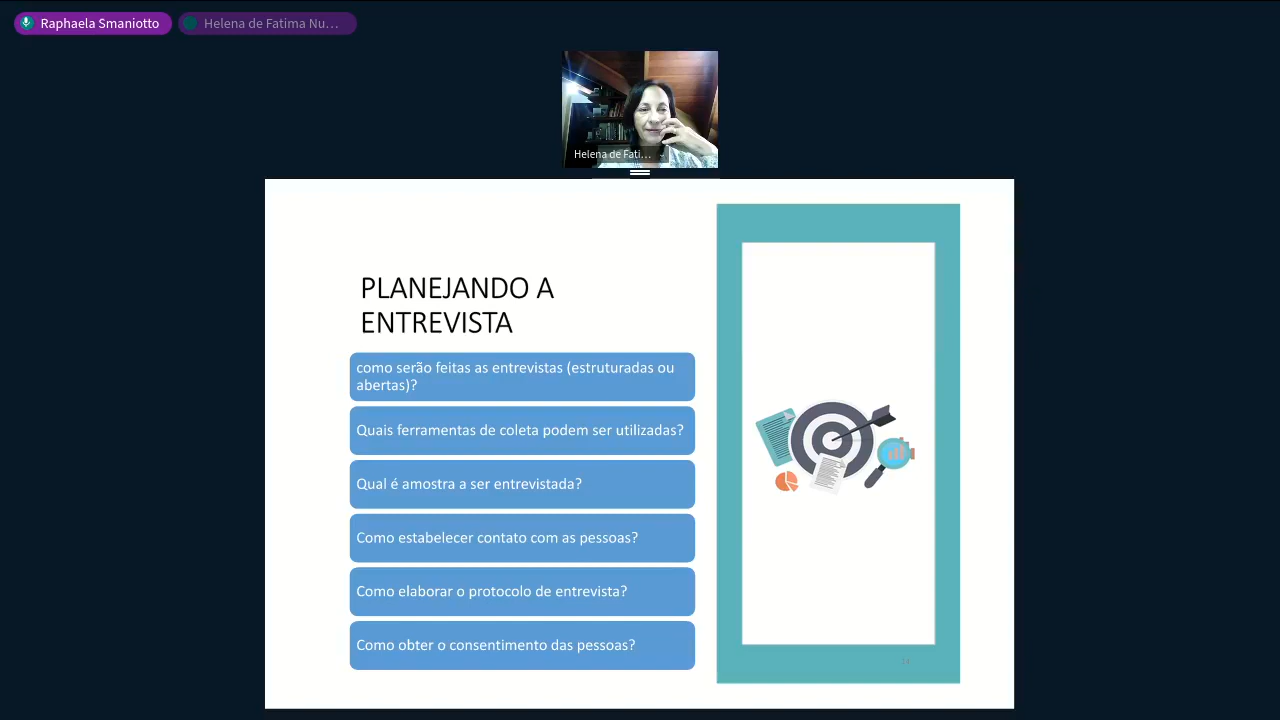 Raphaela Smaniotto
Helena de Fatima Nu...
Helena de Fati...
PLANEJANDO A
ENTREVISTA
como serão feitas as entrevistas (estruturadas ou
abertas)?
Quais ferramentas de coleta podem ser utilizadas?
Qual é amostra a ser entrevistada?
Como estabelecer contato com as pessoas?
Como elaborar o protocolo de entrevista?
Como obter o consentimento das pessoas?